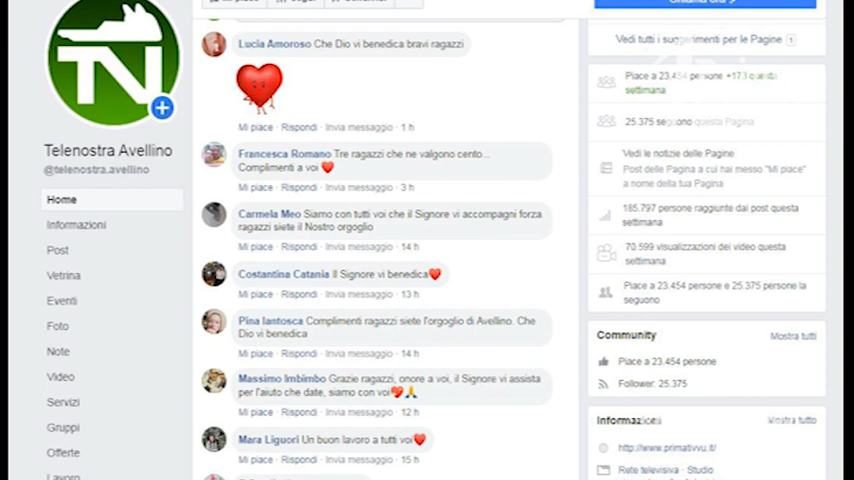 TN
Telenostra Avellino
@telenostra.avellino
Home
Informazioni
Post
Vetrina
Eventi
Foto
Note
Video
Servizi
Gruppi
Offerte
Lavoro
Lucia Amoroso Che Dio vi benedica bravi ragazzi
Mi piace · Rispondi · Invia messaggio · 1 h
Francesca Romano Tre ragazzi che ne valgono cento...
Complimenti a voi ❤
Mi piace · Rispondi · Invia messaggio · 3 h
Carmela Meo Siamo con tutti voi che il Signore vi accompagni forza
ragazzi siete il Nostro orgoglio
Mi piace · Rispondi · Invia messaggio · 14 h
Costantina Catania Il Signore vi benedica❤
Mi piace · Rispondi · Invia messaggio · 13 h
Pina Iantosca Complimenti ragazzi siete l'orgoglio di Avellino. Che
Dio vi benedica
Mi piace · Rispondi · Invia messaggio · 14 h
Massimo Imbimbo Grazie ragazzi, onore a voi, il Signore vi assista
per l'aiuto che date, siamo con voi❤🙏
Mi piace · Rispondi · Invia messaggio · 12 h
Mara Liguori Un buon lavoro a tutti voi❤
Mi piace · Rispondi · Invia messaggio · 15 h
Chiama ora
Vedi tutti i suggerimenti per le Pagine 1
Piace a 23.454 persone +173 questa
settimana
25.375 seguono questa Pagina
Vedi le notizie delle Pagine
Post delle Pagina a cui hai messo "Mi piace"
a nome della tua Pagina
185.797 persone raggiunte dai post questa
settimana
70.599 visualizzazioni dei video questa
settimana
Piace a 23.454 persone e 25.375 persone la
seguono
Community Mostra tutti
Piace a 23.454 persone
Follower: 25.375
Informazioni Mostra tutto
http://www.primativvu.it/
Rete televisiva · Studio